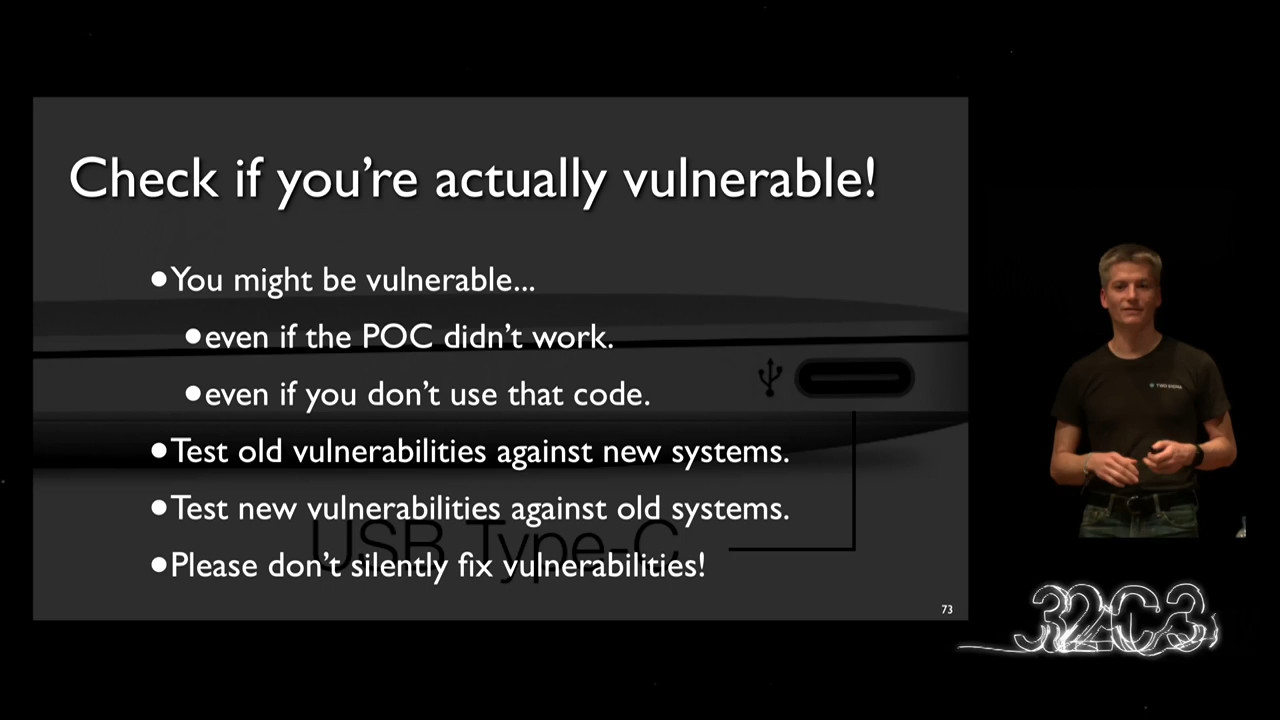 Check if you're actually vulnerable!
●You might be vulnerable...
●even if the POC didn't work.
●even if you don't use that code.
●Test old vulnerabilities against new systems.
●Test new vulnerabilities against old systems.
USB Type-C
●Please don't silently fix vulnerabilities!
73
TWO SIGMA
32C3